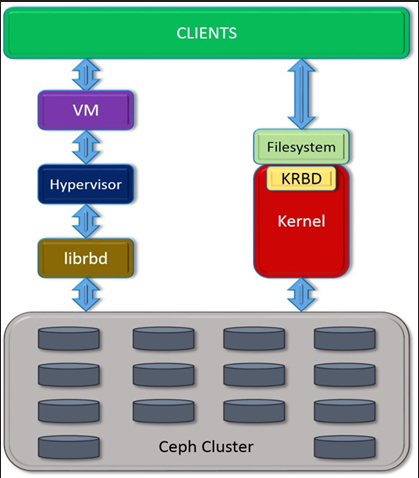 CLIENTS
VM
Filesystem
Hypervisor
KRBD
Kernel
librbd
Ceph Cluster